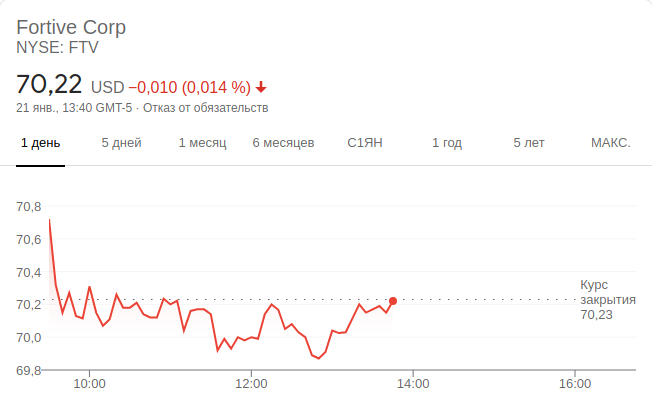 Fortive Corp
NYSE: FTV
70,22 USD −0,010 (0,014 %)
21 янв., 13:40 GMT-5 · Отказ от обязательств
1 день 5 дней 1 месяц 6 месяцев С1ЯН 1 год 5 лет МАКС.
70,8
70,6
70,4
70,2
70,0
69,8
Курс
закрытия
70,23
10:00 12:00 14:00 16:00